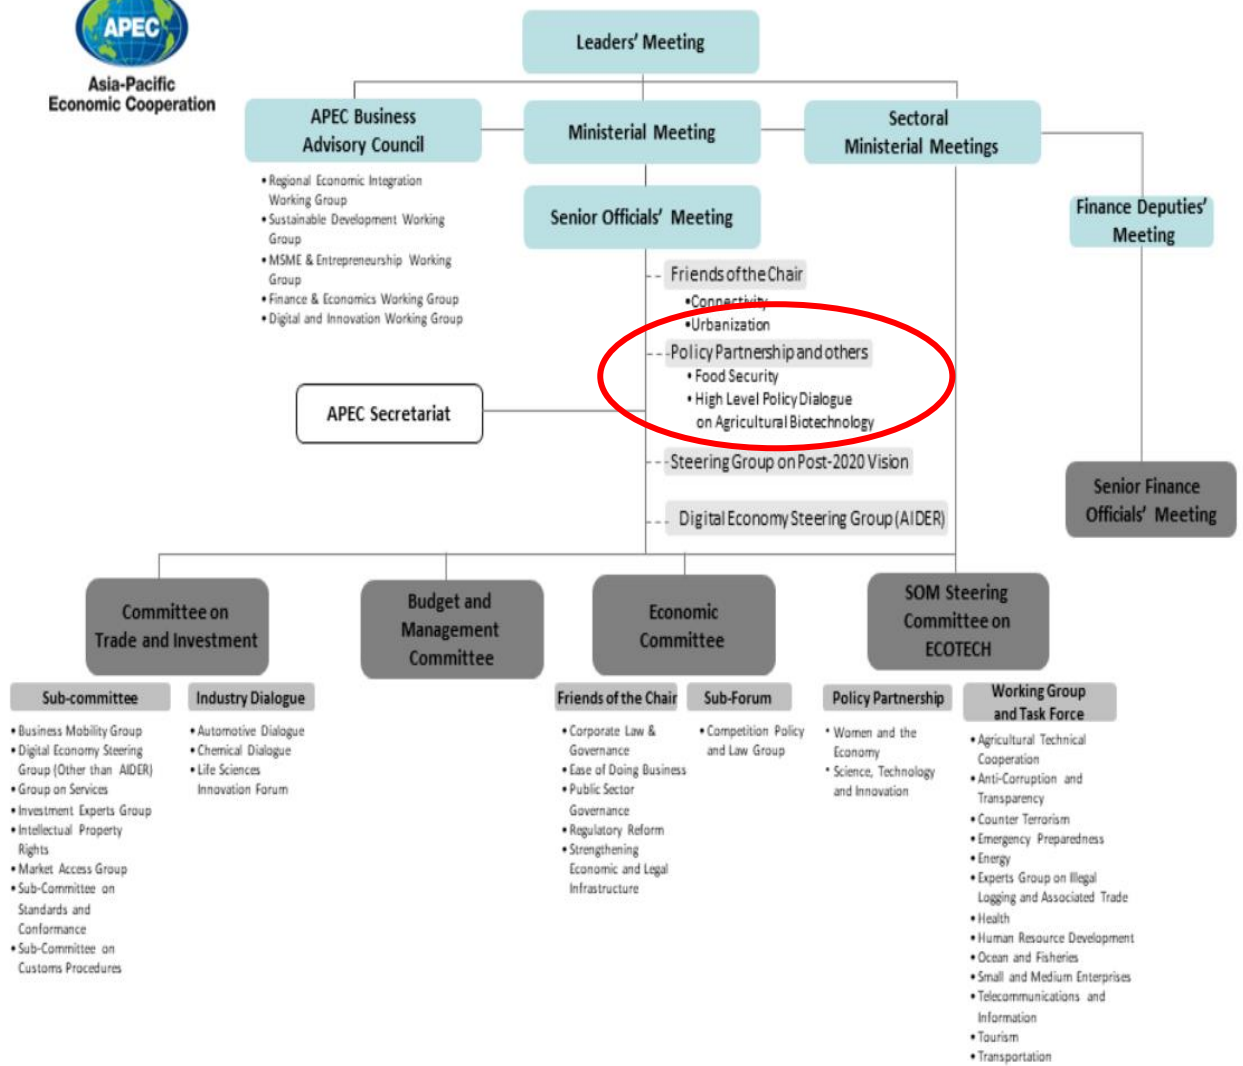 APEC
Asia-Pacific
Economic Cooperation
Leaders' Meeting
APEC Business
Advisory Council
Ministerial Meeting
Sectoral
Ministerial Meetings
• Regional Economic Integration
Working Group
• Sustainable Development Working
Group
• MSME & Entrepreneurship Working
Group
• Finance & Economics Working Group
• Digital and Innovation Working Group
Senior Officials' Meeting
Finance Deputies'
Meeting
Friends of the Chair
•Connectivity
•Urbanization
Policy Partnership and others
• Food Security
• High Level Policy Dialogue
on Agricultural Biotechnology
APEC Secretariat
Steering Group on Post-2020 Vision
Digital Economy Steering Group (AIDER)
Senior Finance
Officials' Meeting
Committee on
Trade and Investment
Budget and
Management
Committee
Economic
Committee
SOM Steering
Committee on
ECOTECH
Sub-committee
• Business Mobility Group
• Digital Economy Steering
Group (Other than AIDER)
• Group on Services
• Investment Experts Group
• Intellectual Property
Rights
• Market Access Group
• Sub-Committee on
Standards and
Conformance
• Sub-Committee on
Customs Procedures
Industry Dialogue
• Automotive Dialogue
• Chemical Dialogue
• Life Sciences
Innovation Forum
Friends of the Chair
• Corporate Law &
Governance
• Ease of Doing Business
• Public Sector
Governance
• Regulatory Reform
• Strengthening
Economic and Legal
Infrastructure
Sub-Forum
• Competition Policy
and Law Group
Policy Partnership
• Women and the
Economy
• Science, Technology
and Innovation
Working Group
and Task Force
• Agricultural Technical
Cooperation
• Anti-Corruption and
Transparency
• Counter Terrorism
• Emergency Preparedness
• Energy
• Experts Group on Illegal
Logging and Associated Trade
• Health
• Human Resource Development
• Ocean and Fisheries
• Small and Medium Enterprises
• Telecommunications and
Information
• Tourism
• Transportation